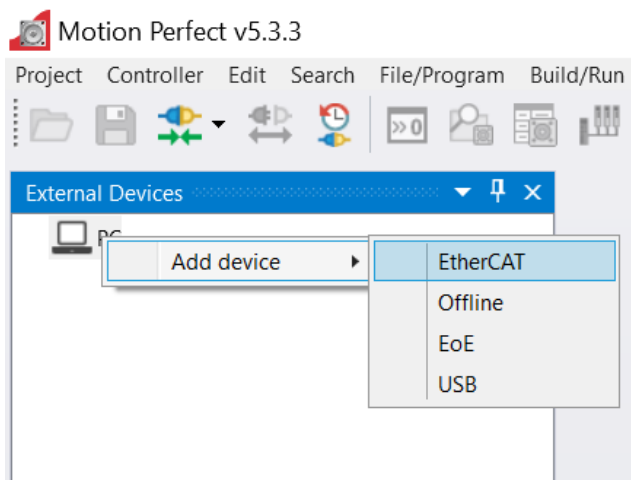 Motion Perfect v5.3.3
Project Controller Edit Search File/Program Build/Run
>> 0
External Devices
Add device
EtherCAT
Offline
EoE
USB